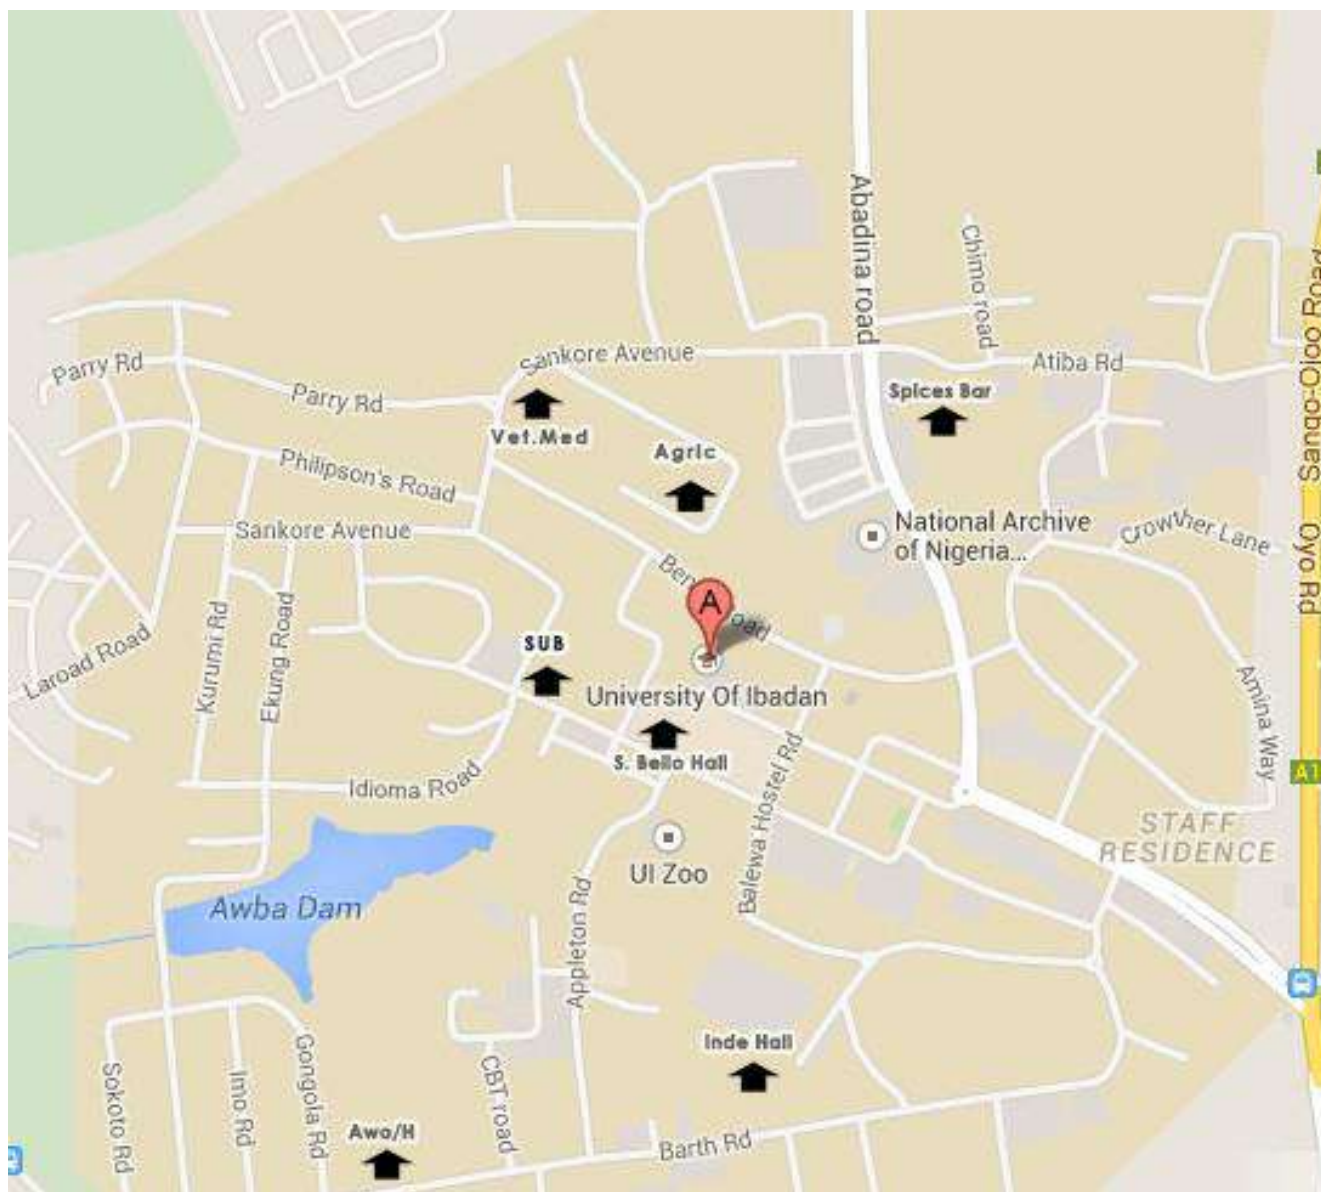 Abadina road
Chimo road
Sango-Ojoo Road
Sankore Avenue
Parry Rd
Atiba Rd
Parry Rd
Spices Bar
Vet.Med
Agric
Philipson's Road
National Archive
of Nigeria...
Sankore Avenue
Crowther Lane
Oyo Rd
A
Kurumi Rd
Ekung Road
Laroad Road
SUB
University Of Ibadan
Amina Way
S. Bello Hall
Idioma Road
Balewa Hostel Rd
A1
STAFF
RESIDENCE
UI Zoo
Awba Dam
Appleton Rd
Inde Hall
Sokoto Rd
Imo Rd
Gongola Rd
CBT road
Awo/H
Barth Rd